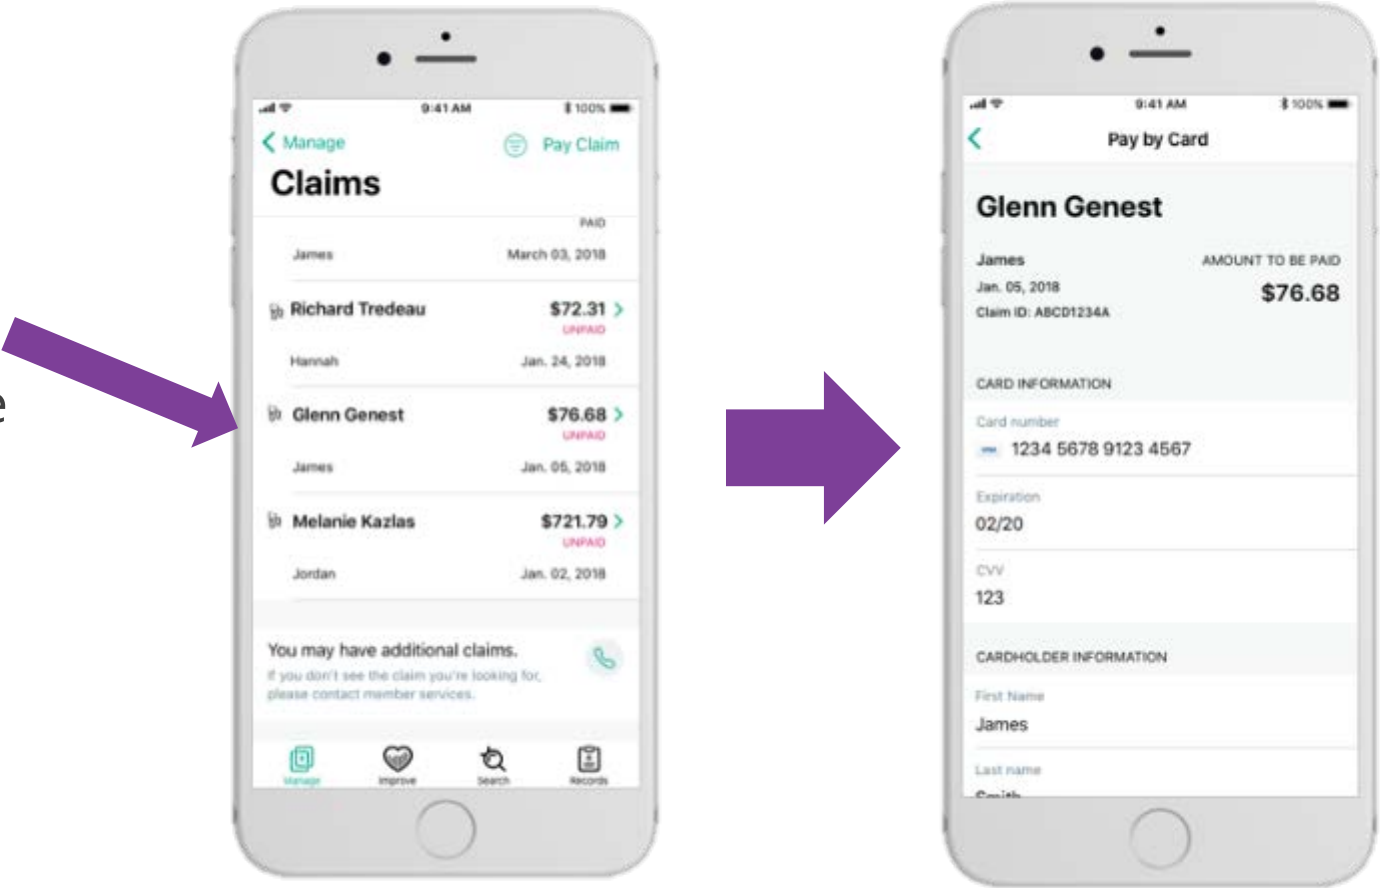 e
9:41 AM 100%
Manage Pay Claim
Claims
PAID
James March 03, 2018
Richard Tredeau $72.31
UNPAID
Hannah Jan. 24, 2018
Glenn Genest $76.68
UNPAID
James Jan. 05, 2018
Melanie Kazlas $721.79
UNPAID
Jordan Jan. 02, 2018
You may have additional claims.
If you don't see the claim you're looking for,
please contact member services.
Manage Improve Search Records
9:41 AM 100%
Pay by Card
Glenn Genest
James AMOUNT TO BE PAID
Jan. 05, 2018 $76.68
Claim ID: ABCD1234A
CARD INFORMATION
Card number
VISA 1234 5678 9123 4567
Expiration
02/20
CVV
123
CARDHOLDER INFORMATION
First Name
James
Last name
Smith